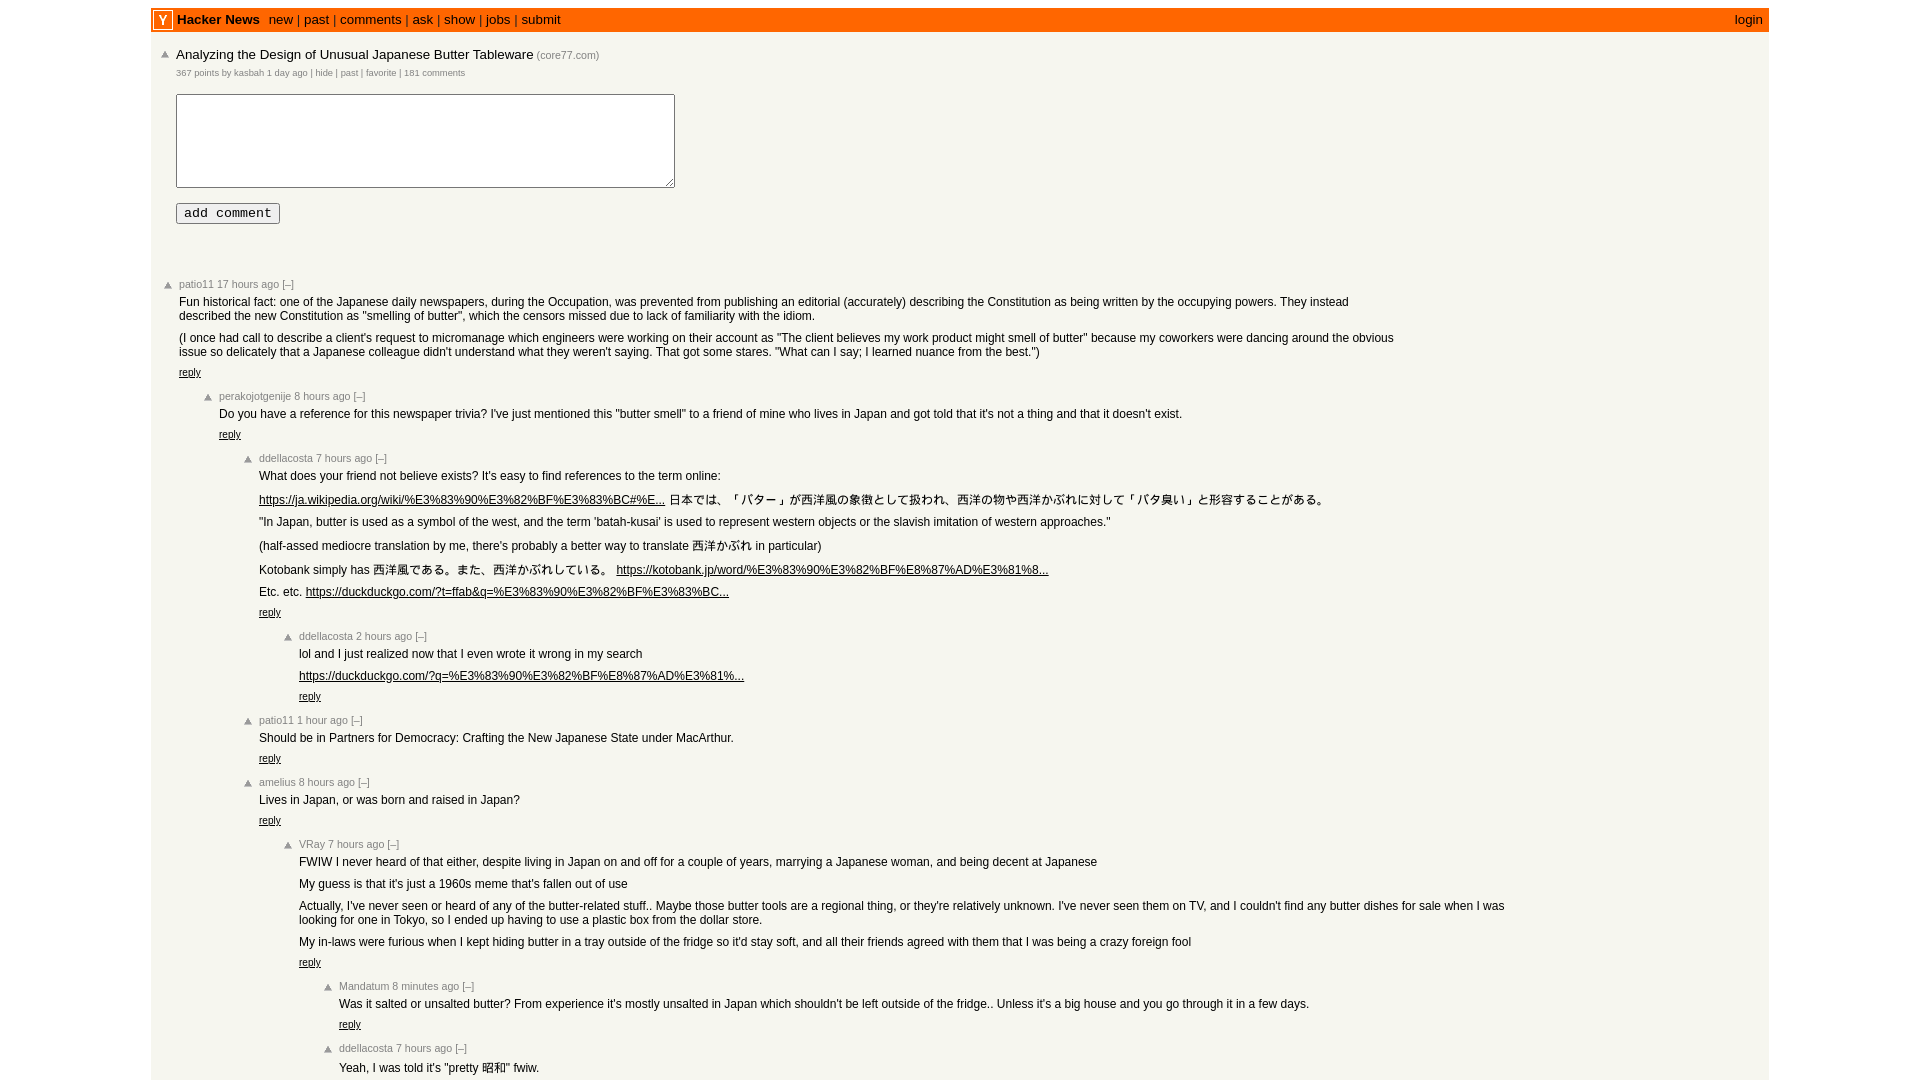 Y Hacker News new | past | comments | ask | show | jobs | submit login
Analyzing the Design of Unusual Japanese Butter Tableware (core77.com)
367 points by kasbah 1 day ago | hide | past | favorite | 181 comments
add comment
patio11 17 hours ago [–]
Fun historical fact: one of the Japanese daily newspapers, during the Occupation, was prevented from publishing an editorial (accurately) describing the Constitution as being written by the occupying powers. They instead
described the new Constitution as "smelling of butter", which the censors missed due to lack of familiarity with the idiom.
(I once had call to describe a client's request to micromanage which engineers were working on their account as "The client believes my work product might smell of butter" because my coworkers were dancing around the obvious
issue so delicately that a Japanese colleague didn't understand what they weren't saying. That got some stares. "What can I say; I learned nuance from the best.")
reply
perakojotgenije 8 hours ago [–]
Do you have a reference for this newspaper trivia? I've just mentioned this "butter smell" to a friend of mine who lives in Japan and got told that it's not a thing and that it doesn't exist.
reply
ddellacosta 7 hours ago [–]
What does your friend not believe exists? It's easy to find references to the term online:
https://ja.wikipedia.org/wiki/%E3%83%90%E3%82%BF%E3%83%BC#%E... 日本では、「バター」が西洋風の象徴として扱われ、西洋の物や西洋かぶれに対して「バタ臭い」と形容することがある。
"In Japan, butter is used as a symbol of the west, and the term 'batah-kusai' is used to represent western objects or the slavish imitation of western approaches."
(half-assed mediocre translation by me, there's probably a better way to translate 西洋かぶれ in particular)
Kotobank simply has 西洋風である。また、西洋かぶれしている。 https://kotobank.jp/word/%E3%83%90%E3%82%BF%E8%87%AD%E3%81%8...
Etc. etc. https://duckduckgo.com/?t=ffab&q=%E3%83%90%E3%82%BF%E3%83%BC...
reply
ddellacosta 2 hours ago [–]
lol and I just realized now that I even wrote it wrong in my search
https://duckduckgo.com/?q=%E3%83%90%E3%82%BF%E8%87%AD%E3%81%...
reply
patio11 1 hour ago [–]
Should be in Partners for Democracy: Crafting the New Japanese State under MacArthur.
reply
amelius 8 hours ago [–]
Lives in Japan, or was born and raised in Japan?
reply
VRay 7 hours ago [–]
FWIW I never heard of that either, despite living in Japan on and off for a couple of years, marrying a Japanese woman, and being decent at Japanese
My guess is that it's just a 1960s meme that's fallen out of use
Actually, I've never seen or heard of any of the butter-related stuff.. Maybe those butter tools are a regional thing, or they're relatively unknown. I've never seen them on TV, and I couldn't find any butter dishes for sale when I was
looking for one in Tokyo, so I ended up having to use a plastic box from the dollar store.
My in-laws were furious when I kept hiding butter in a tray outside of the fridge so it'd stay soft, and all their friends agreed with them that I was being a crazy foreign fool
reply
Mandatum 8 minutes ago [–]
Was it salted or unsalted butter? From experience it's mostly unsalted in Japan which shouldn't be left outside of the fridge.. Unless it's a big house and you go through it in a few days.
reply
ddellacosta 7 hours ago [–]
Yeah, I was told it's "pretty 昭和" fwiw.